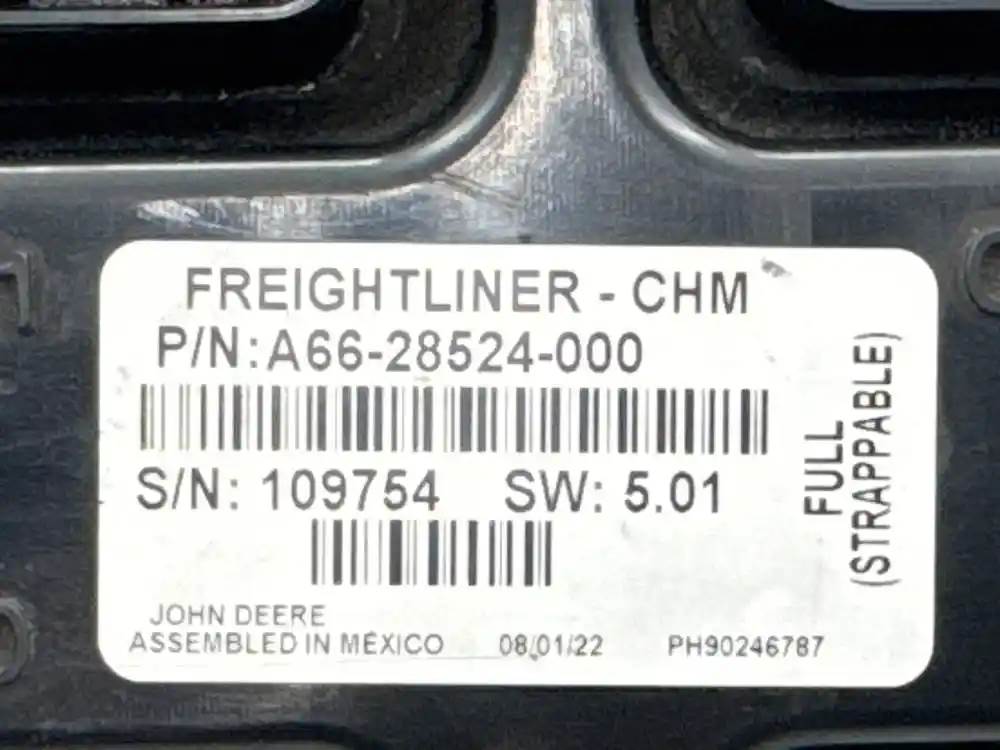 FREIGHTLINER - CHM
P/N:A66-28524-000
S/N: 109754 SW: 5.01
FULL
(STRAPPABLE)
JOHN DEERE
ASSEMBLED IN MÉXICO 08/01/22 PH90246787